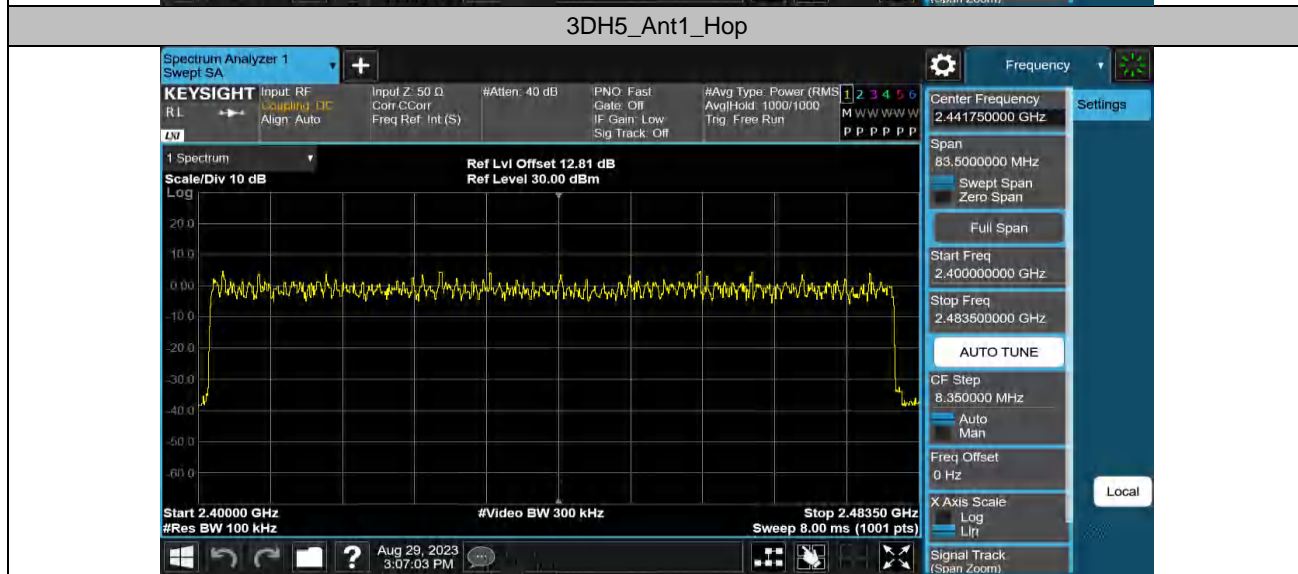 (Span Zoom)
3DH5_Ant1_Hop
Spectrum Analyzer 1
Swept SA
Frequency
KEYSIGHT
RL
LNI
Input: RF
Coupling: DC
Align: Auto
Input Z: 50 Ω
Corr CCorr
Freq Ref: Int (S)
#Atten: 40 dB
PNO: Fast
Gate: Off
IF Gain: Low
Sig Track: Off
#Avg Type: Power (RMS
Avg|Hold: 1000/1000
Trig: Free Run
1 2 3 4 5 6
M W W W W W
P P P P P P
Center Frequency
2.441750000 GHz
Settings
Span
83.5000000 MHz
Swept Span
Zero Span
Full Span
Start Freq
2.400000000 GHz
Stop Freq
2.483500000 GHz
AUTO TUNE
CF Step
8.350000 MHz
Auto
Man
Freq Offset
0 Hz
X Axis Scale
Log
Lin
Local
Signal Track
(Span Zoom)
1 Spectrum
Scale/Div 10 dB
Log
Ref Lvl Offset 12.81 dB
Ref Level 30.00 dBm
20.0
10.0
0.00
-10.0
-20.0
-30.0
-40.0
-50.0
-60.0
Start 2.40000 GHz
#Res BW 100 kHz
#Video BW 300 kHz
Stop 2.48350 GHz
Sweep 8.00 ms (1001 pts)
?
Aug 29, 2023
3:07:03 PM